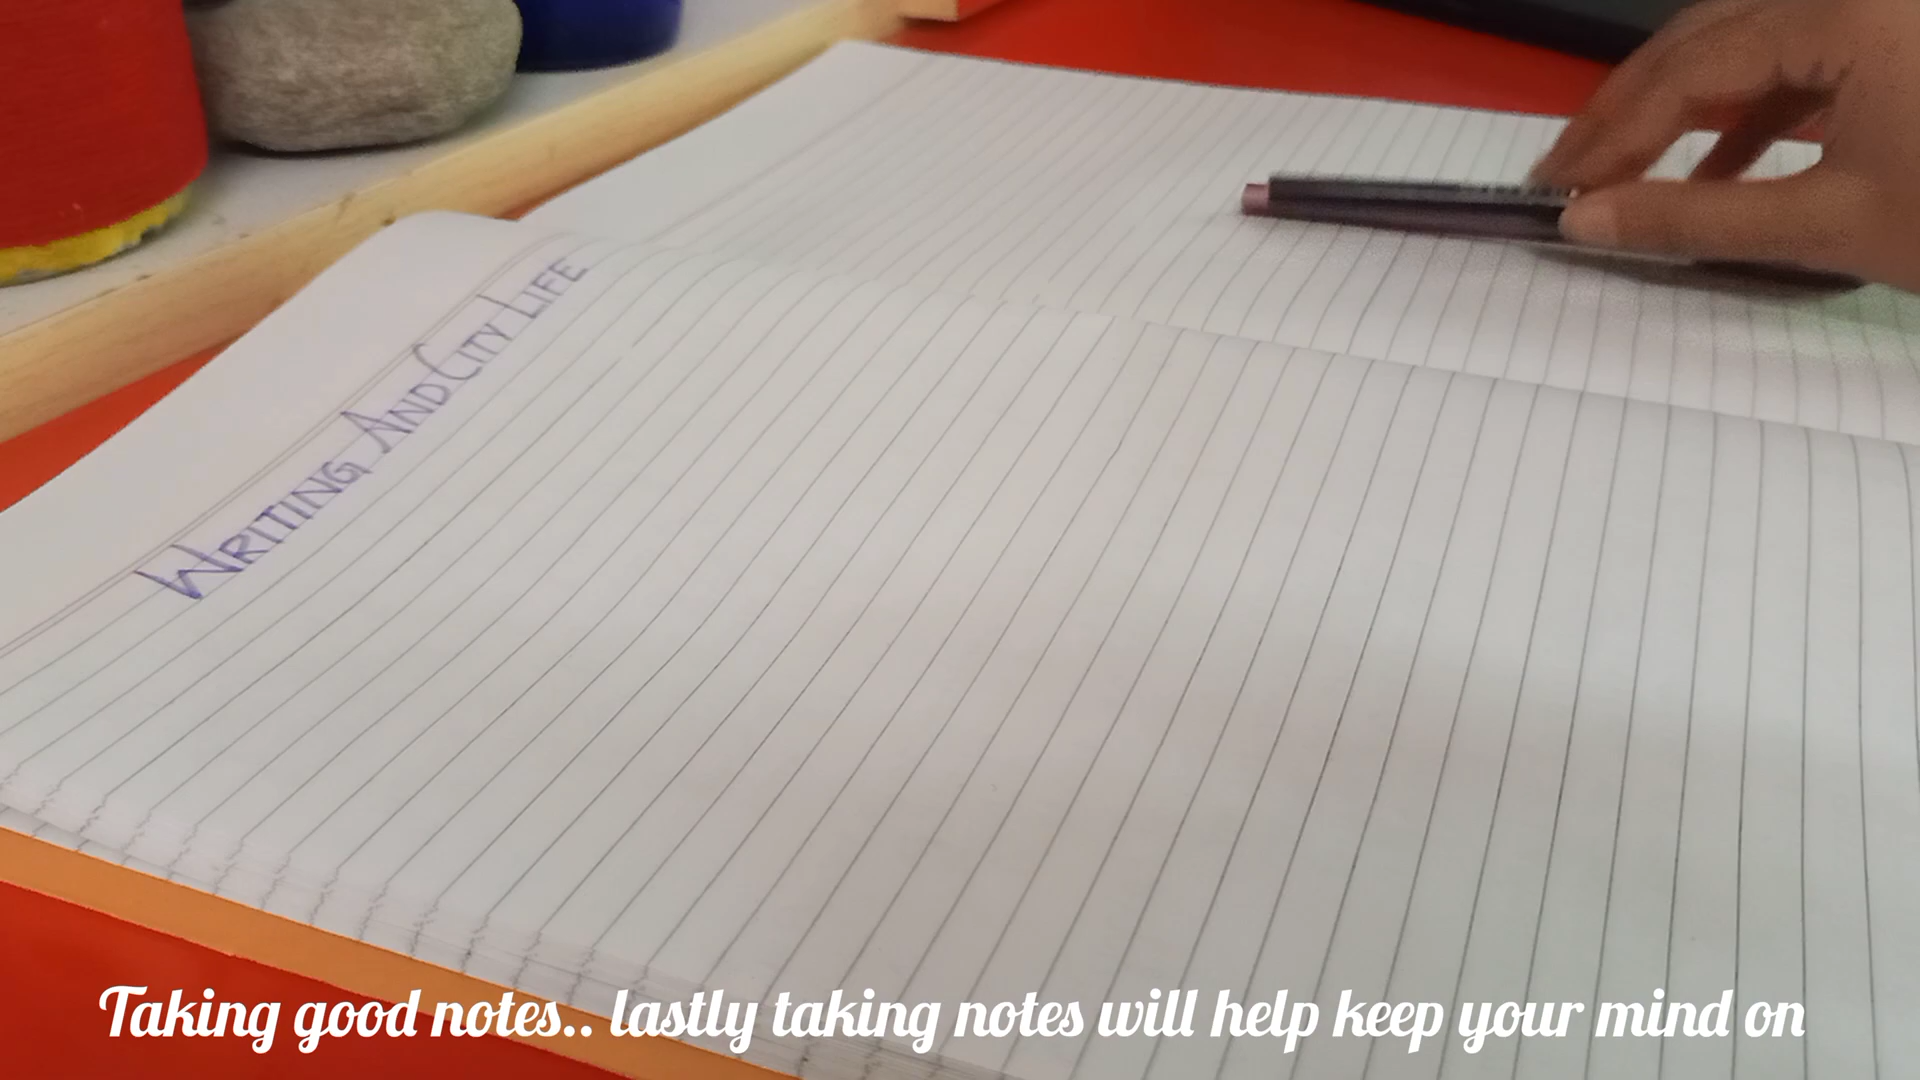 WRITING AND CITY LIFE
Taking good notes.. lastly taking notes will help keep your mind on